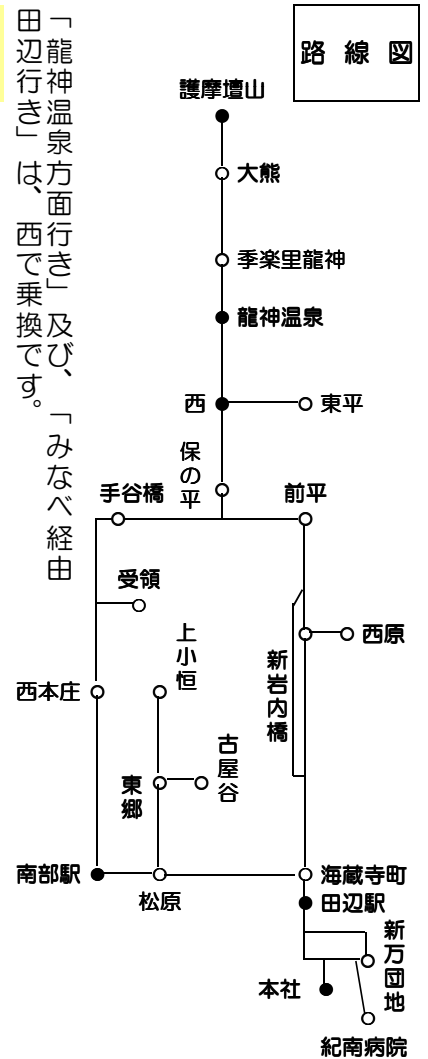 路線図
「龍神温泉方面行き」及び、「みなべ経由
田辺行き」は、西で乗換です。
護摩壇山
大熊
季楽里龍神
龍神温泉
西
東平
保の平
手谷橋
前平
受領
上小恒
西原
新岩内橋
西本庄
古屋谷
東郷
南部駅
松原
海蔵寺町
田辺駅
新万団地
本社
紀南病院